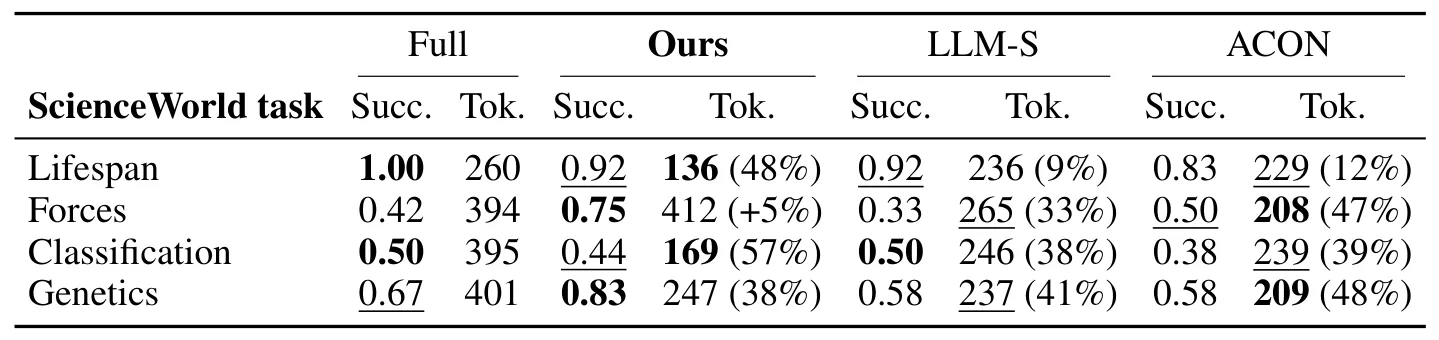 Full Ours LLM-S ACON
ScienceWorld task Succ. Tok. Succ. Tok. Succ. Tok. Succ. Tok.
Lifespan 1.00 260 0.92 136 (48%) 0.92 236 (9%) 0.83 229 (12%)
Forces 0.42 394 0.75 412 (+5%) 0.33 265 (33%) 0.50 208 (47%)
Classification 0.50 395 0.44 169 (57%) 0.50 246 (38%) 0.38 239 (39%)
Genetics 0.67 401 0.83 247 (38%) 0.58 237 (41%) 0.58 209 (48%)